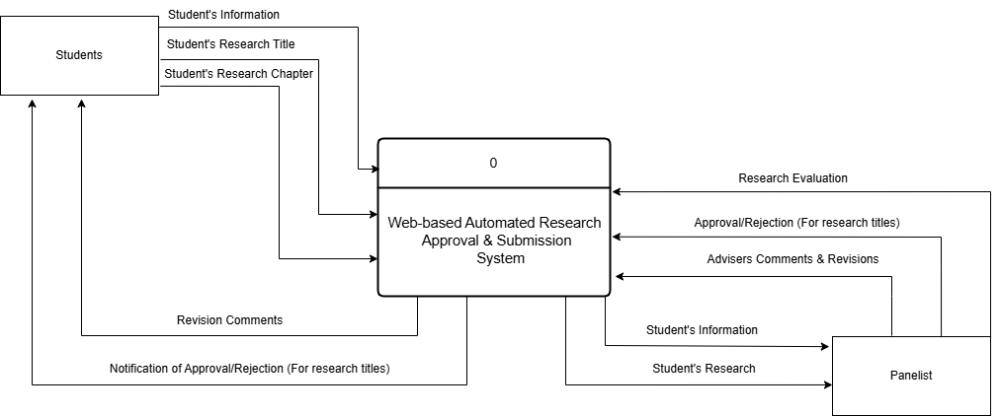 Student's Information
Student's Research Title
Students
Student's Research Chapter
0
Web-based Automated Research
Approval & Submission
System
Research Evaluation
Approval/Rejection (For research titles)
Advisers Comments & Revisions
Revision Comments
Student's Information
Notification of Approval/Rejection (For research titles)
Student's Research
Panelist